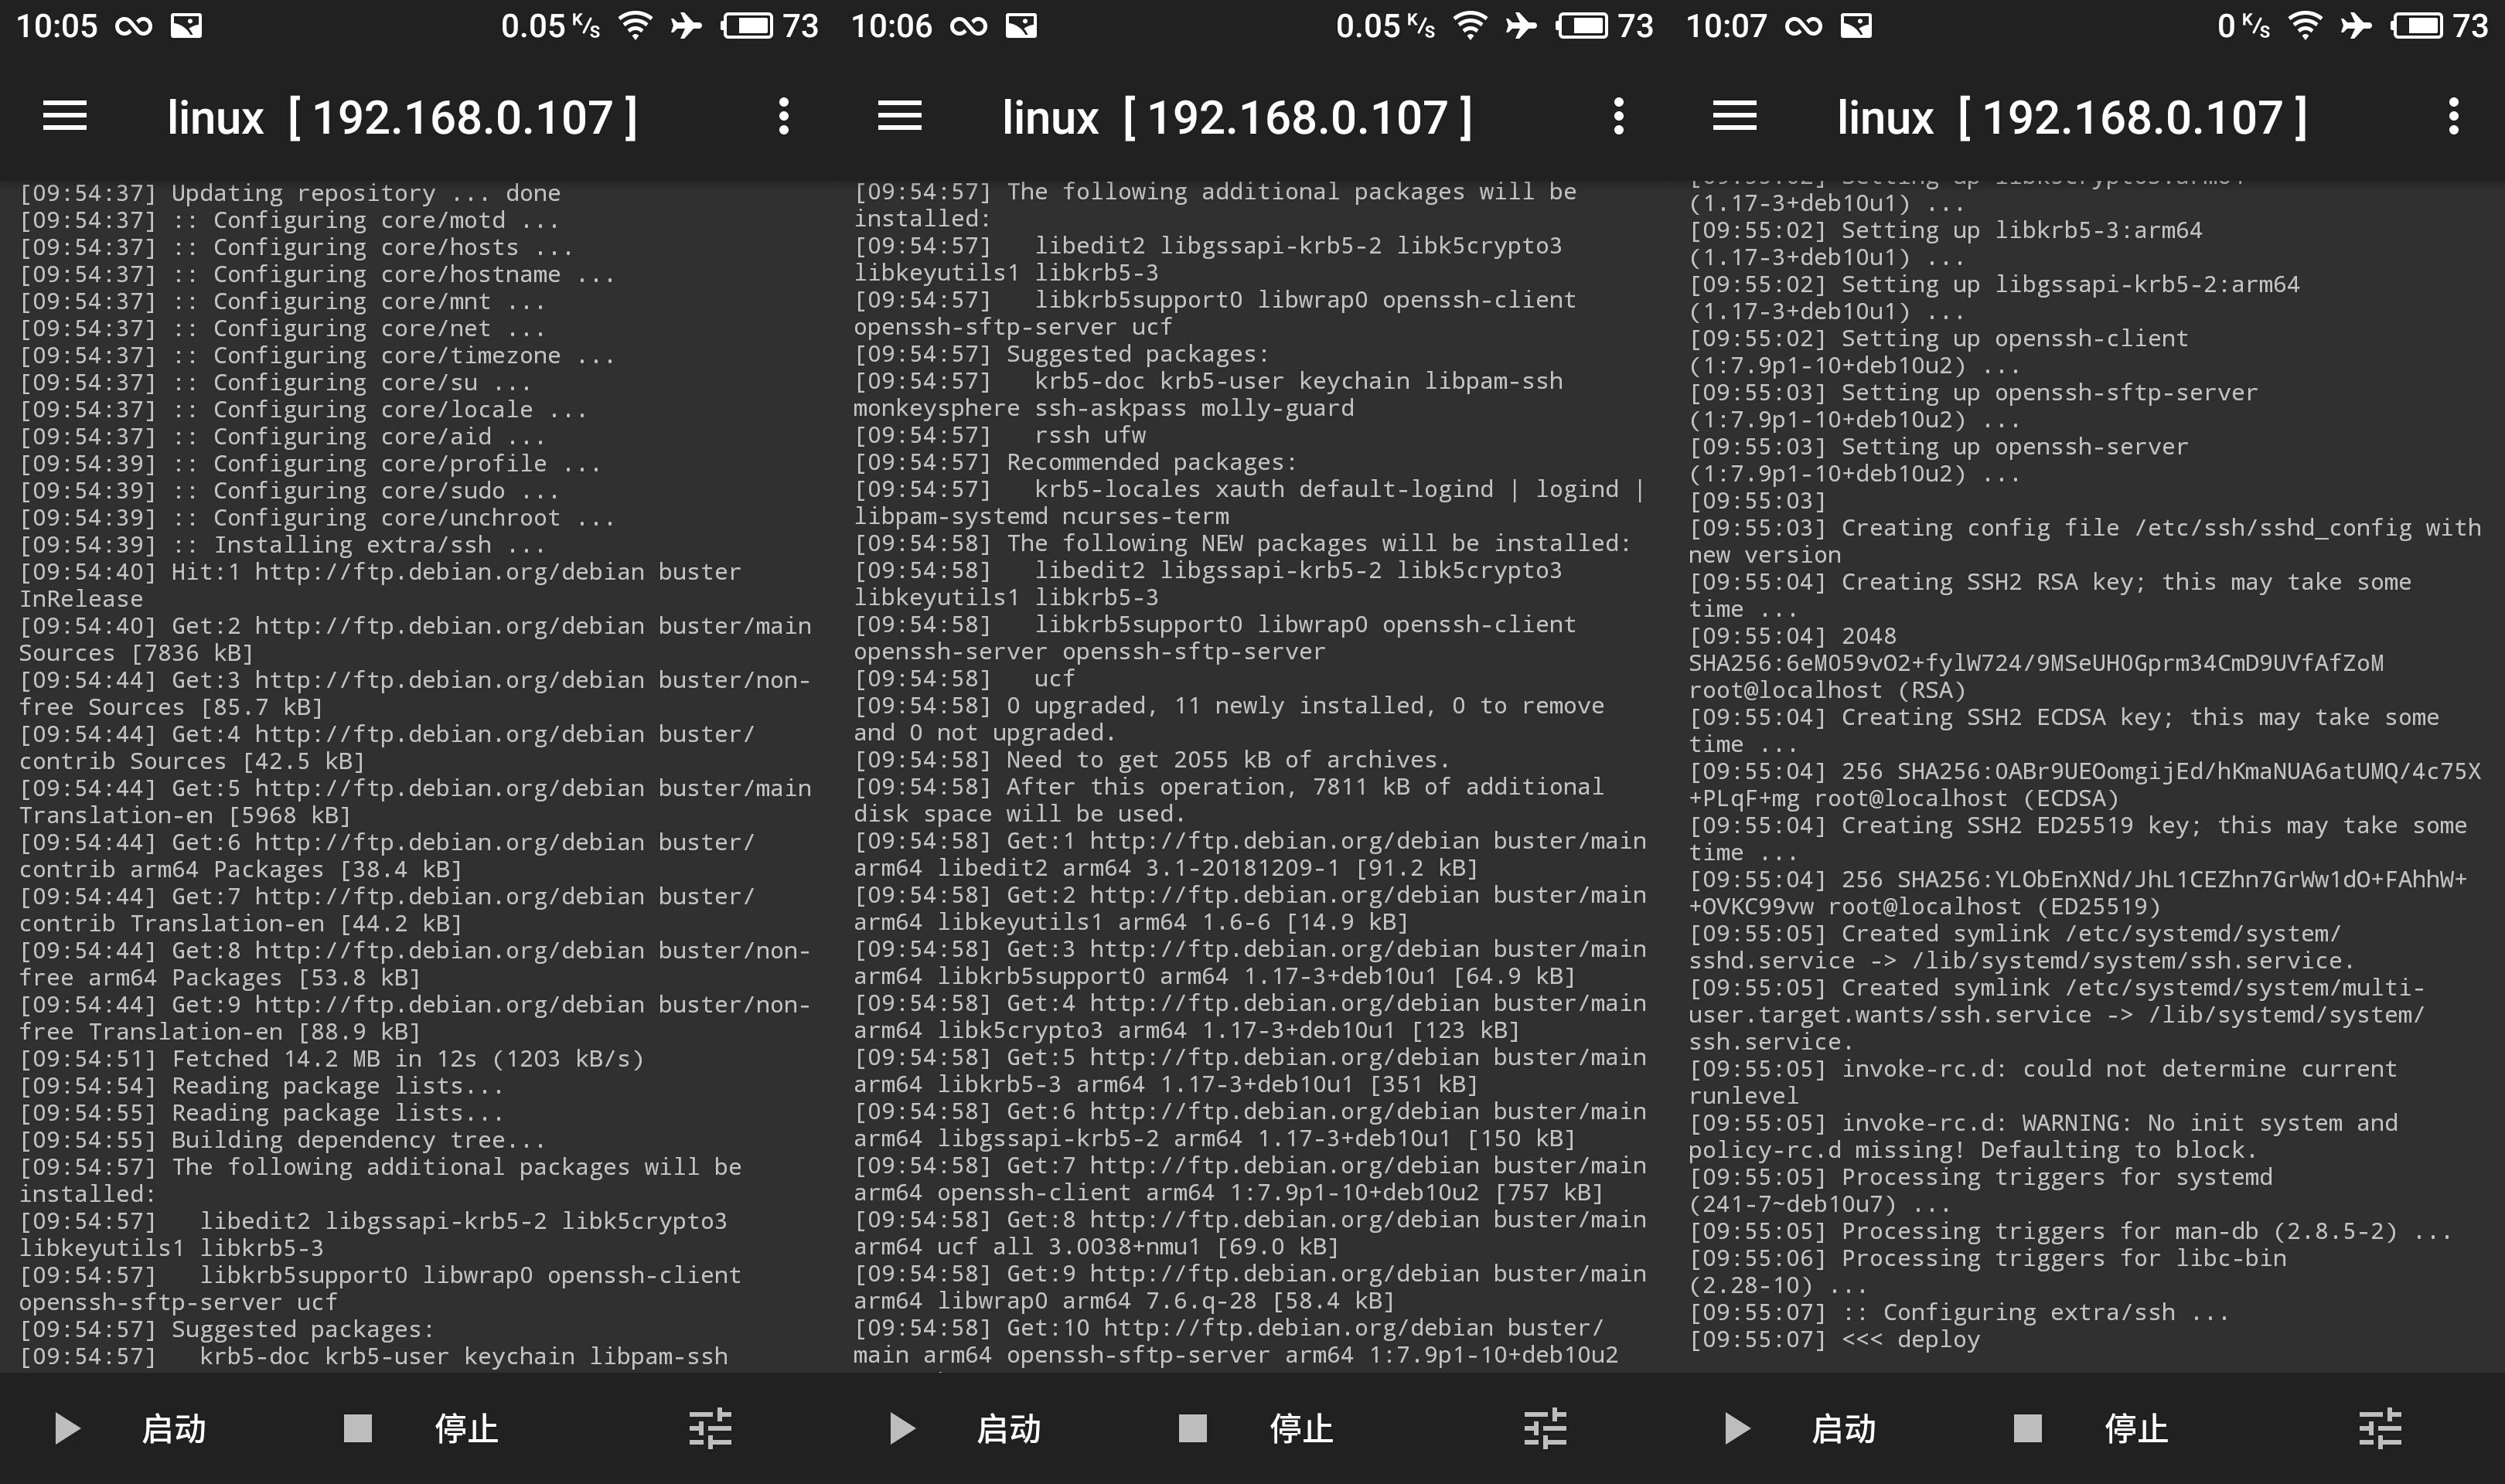 10:05 0.05 K/s 73
linux [ 192.168.0.107 ]
[09:54:37] Updating repository ... done
[09:54:37] :: Configuring core/motd ...
[09:54:37] :: Configuring core/hosts ...
[09:54:37] :: Configuring core/hostname ...
[09:54:37] :: Configuring core/mnt ...
[09:54:37] :: Configuring core/net ...
[09:54:37] :: Configuring core/timezone ...
[09:54:37] :: Configuring core/su ...
[09:54:37] :: Configuring core/locale ...
[09:54:37] :: Configuring core/aid ...
[09:54:39] :: Configuring core/profile ...
[09:54:39] :: Configuring core/sudo ...
[09:54:39] :: Configuring core/unchroot ...
[09:54:39] :: Installing extra/ssh ...
[09:54:40] Hit:1 http://ftp.debian.org/debian buster
InRelease
[09:54:40] Get:2 http://ftp.debian.org/debian buster/main
Sources [7836 kB]
[09:54:44] Get:3 http://ftp.debian.org/debian buster/non-
free Sources [85.7 kB]
[09:54:44] Get:4 http://ftp.debian.org/debian buster/
contrib Sources [42.5 kB]
[09:54:44] Get:5 http://ftp.debian.org/debian buster/main
Translation-en [5968 kB]
[09:54:44] Get:6 http://ftp.debian.org/debian buster/
contrib arm64 Packages [38.4 kB]
[09:54:44] Get:7 http://ftp.debian.org/debian buster/
contrib Translation-en [44.2 kB]
[09:54:44] Get:8 http://ftp.debian.org/debian buster/non-
free arm64 Packages [53.8 kB]
[09:54:44] Get:9 http://ftp.debian.org/debian buster/non-
free Translation-en [88.9 kB]
[09:54:51] Fetched 14.2 MB in 12s (1203 kB/s)
[09:54:54] Reading package lists...
[09:54:55] Reading package lists...
[09:54:55] Building dependency tree...
[09:54:57] The following additional packages will be
installed:
[09:54:57]   libedit2 libgssapi-krb5-2 libk5crypto3
libkeyutils1 libkrb5-3
[09:54:57]   libkrb5support0 libwrap0 openssh-client
openssh-sftp-server ucf
[09:54:57] Suggested packages:
[09:54:57]   krb5-doc krb5-user keychain libpam-ssh
启动 停止
10:06 0.05 K/s 73
linux [ 192.168.0.107 ]
[09:54:57] The following additional packages will be
installed:
[09:54:57]   libedit2 libgssapi-krb5-2 libk5crypto3
libkeyutils1 libkrb5-3
[09:54:57]   libkrb5support0 libwrap0 openssh-client
openssh-sftp-server ucf
[09:54:57] Suggested packages:
[09:54:57]   krb5-doc krb5-user keychain libpam-ssh
monkeysphere ssh-askpass molly-guard
[09:54:57]   rssh ufw
[09:54:57] Recommended packages:
[09:54:57]   krb5-locales xauth default-logind | logind |
libpam-systemd ncurses-term
[09:54:58] The following NEW packages will be installed:
[09:54:58]   libedit2 libgssapi-krb5-2 libk5crypto3
libkeyutils1 libkrb5-3
[09:54:58]   libkrb5support0 libwrap0 openssh-client
openssh-server openssh-sftp-server
[09:54:58]   ucf
[09:54:58] 0 upgraded, 11 newly installed, 0 to remove
and 0 not upgraded.
[09:54:58] Need to get 2055 kB of archives.
[09:54:58] After this operation, 7811 kB of additional
disk space will be used.
[09:54:58] Get:1 http://ftp.debian.org/debian buster/main
arm64 libedit2 arm64 3.1-20181209-1 [91.2 kB]
[09:54:58] Get:2 http://ftp.debian.org/debian buster/main
arm64 libkeyutils1 arm64 1.6-6 [14.9 kB]
[09:54:58] Get:3 http://ftp.debian.org/debian buster/main
arm64 libkrb5support0 arm64 1.17-3+deb10u1 [64.9 kB]
[09:54:58] Get:4 http://ftp.debian.org/debian buster/main
arm64 libk5crypto3 arm64 1.17-3+deb10u1 [123 kB]
[09:54:58] Get:5 http://ftp.debian.org/debian buster/main
arm64 libkrb5-3 arm64 1.17-3+deb10u1 [351 kB]
[09:54:58] Get:6 http://ftp.debian.org/debian buster/main
arm64 libgssapi-krb5-2 arm64 1.17-3+deb10u1 [150 kB]
[09:54:58] Get:7 http://ftp.debian.org/debian buster/main
arm64 openssh-client arm64 1:7.9p1-10+deb10u2 [757 kB]
[09:54:58] Get:8 http://ftp.debian.org/debian buster/main
arm64 ucf all 3.0038+nmu1 [69.0 kB]
[09:54:58] Get:9 http://ftp.debian.org/debian buster/main
arm64 libwrap0 arm64 7.6.q-28 [58.4 kB]
[09:54:58] Get:10 http://ftp.debian.org/debian buster/
main arm64 openssh-sftp-server arm64 1:7.9p1-10+deb10u2
启动 停止
10:07 0 K/s 73
linux [ 192.168.0.107 ]
[09:55:02] Setting up libk5crypto3:arm64
(1.17-3+deb10u1) ...
[09:55:02] Setting up libkrb5-3:arm64
(1.17-3+deb10u1) ...
[09:55:02] Setting up libgssapi-krb5-2:arm64
(1.17-3+deb10u1) ...
[09:55:02] Setting up openssh-client
(1:7.9p1-10+deb10u2) ...
[09:55:03] Setting up openssh-sftp-server
(1:7.9p1-10+deb10u2) ...
[09:55:03] Setting up openssh-server
(1:7.9p1-10+deb10u2) ...
[09:55:03]
[09:55:03] Creating config file /etc/ssh/sshd_config with
new version
[09:55:04] Creating SSH2 RSA key; this may take some
time ...
[09:55:04] 2048
SHA256:6eM059vO2+fylW724/9MSeUH0Gprm34CmD9UVfAfZoM
root@localhost (RSA)
[09:55:04] Creating SSH2 ECDSA key; this may take some
time ...
[09:55:04] 256 SHA256:0ABr9UEOomgijEd/hKmaNUA6atUMQ/4c75X
+PLqF+mg root@localhost (ECDSA)
[09:55:04] Creating SSH2 ED25519 key; this may take some
time ...
[09:55:04] 256 SHA256:YLObEnXNd/JhL1CEZhn7GrWw1dO+FAhhW+
+OVKC99vw root@localhost (ED25519)
[09:55:05] Created symlink /etc/systemd/system/
sshd.service -> /lib/systemd/system/ssh.service.
[09:55:05] Created symlink /etc/systemd/system/multi-
user.target.wants/ssh.service -> /lib/systemd/system/
ssh.service.
[09:55:05] invoke-rc.d: could not determine current
runlevel
[09:55:05] invoke-rc.d: WARNING: No init system and
policy-rc.d missing! Defaulting to block.
[09:55:05] Processing triggers for systemd
(241-7~deb10u7) ...
[09:55:05] Processing triggers for man-db (2.8.5-2) ...
[09:55:06] Processing triggers for libc-bin
(2.28-10) ...
[09:55:07] :: Configuring extra/ssh ...
[09:55:07] <<< deploy
启动 停止